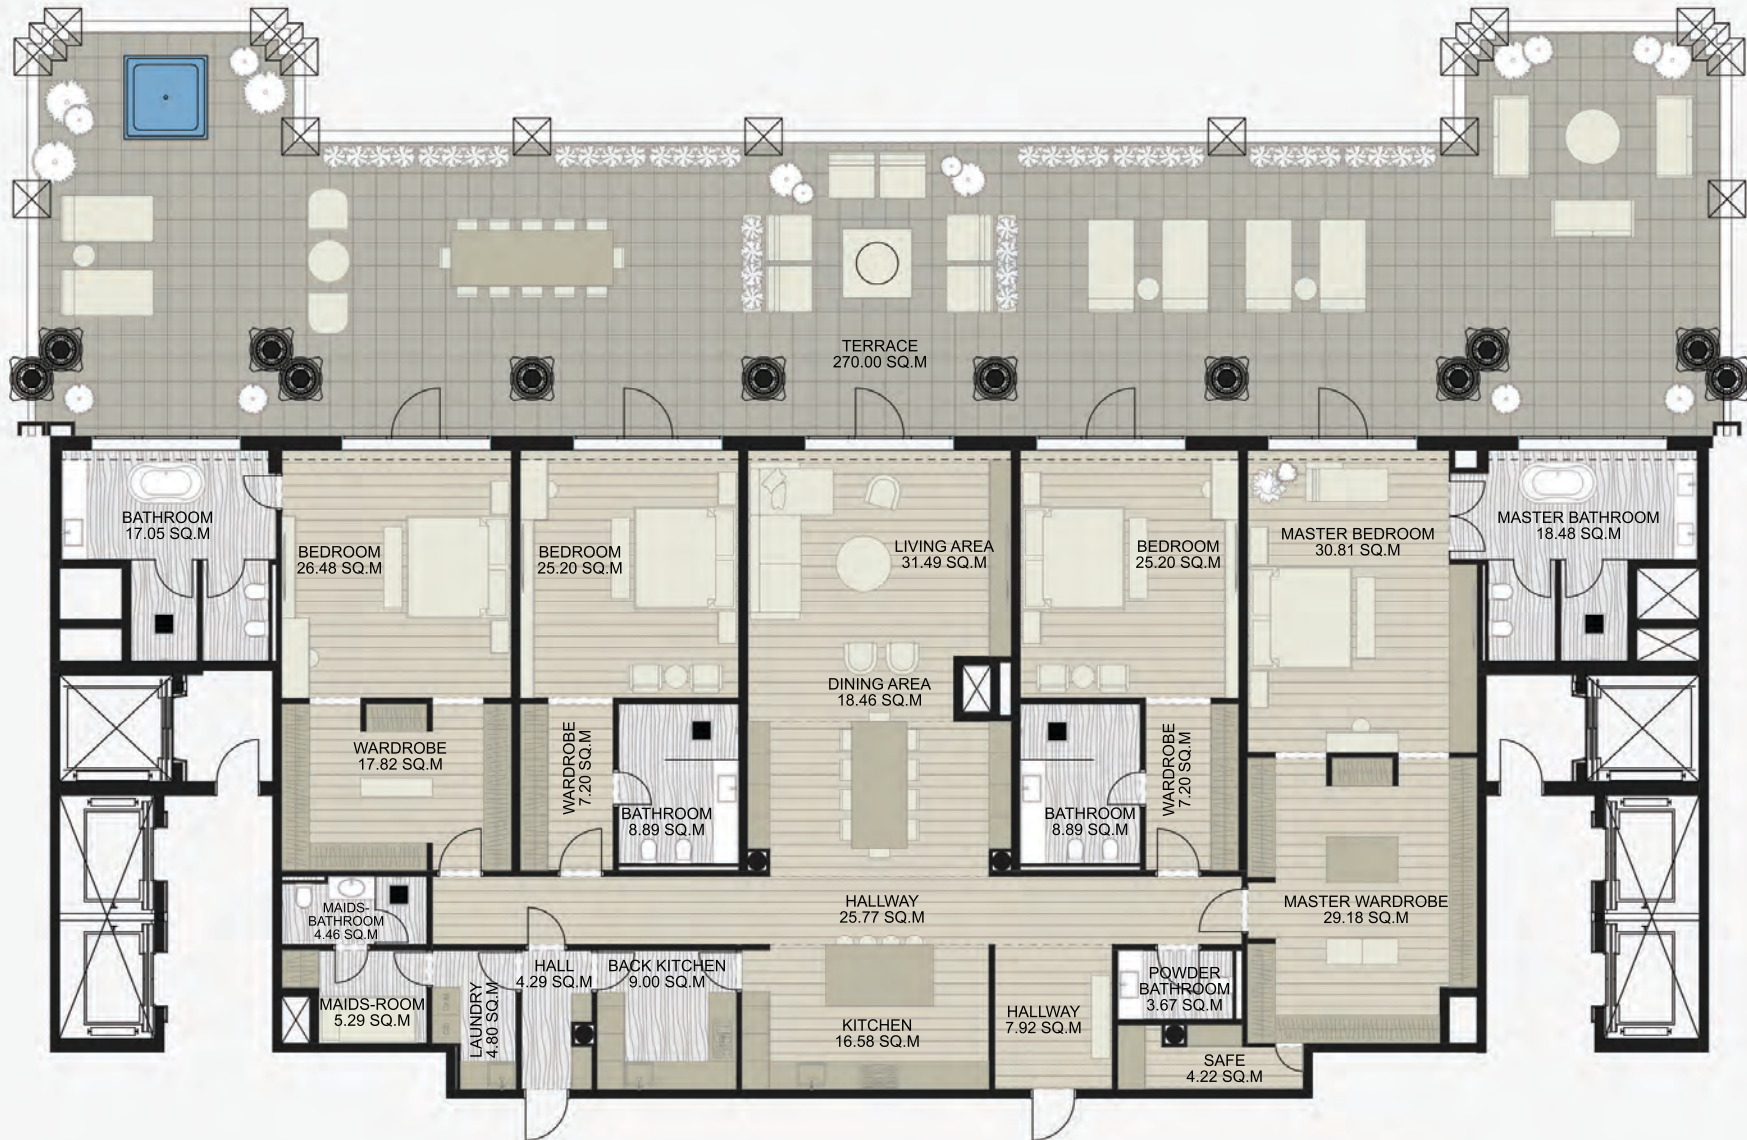 TERRACE
270.00 SQ.M
BATHROOM
17.05 SQ.M
BEDROOM
26.48 SQ.M
BEDROOM
25.20 SQ.M
LIVING AREA
31.49 SQ.M
BEDROOM
25.20 SQ.M
MASTER BEDROOM
30.81 SQ.M
MASTER BATHROOM
18.48 SQ.M
DINING AREA
18.46 SQ.M
WARDROBE
17.82 SQ.M
WARDROBE
7.20 SQ.M
BATHROOM
8.89 SQ.M
BATHROOM
8.89 SQ.M
WARDROBE
7.20 SQ.M
MAIDS-
BATHROOM
4.46 SQ.M
HALLWAY
25.77 SQ.M
MASTER WARDROBE
29.18 SQ.M
MAIDS-ROOM
5.29 SQ.M
LAUNDRY
4.80 SQ.M
HALL
4.29 SQ.M
BACK KITCHEN
9.00 SQ.M
KITCHEN
16.58 SQ.M
HALLWAY
7.92 SQ.M
POWDER
BATHROOM
3.67 SQ.M
SAFE
4.22 SQ.M